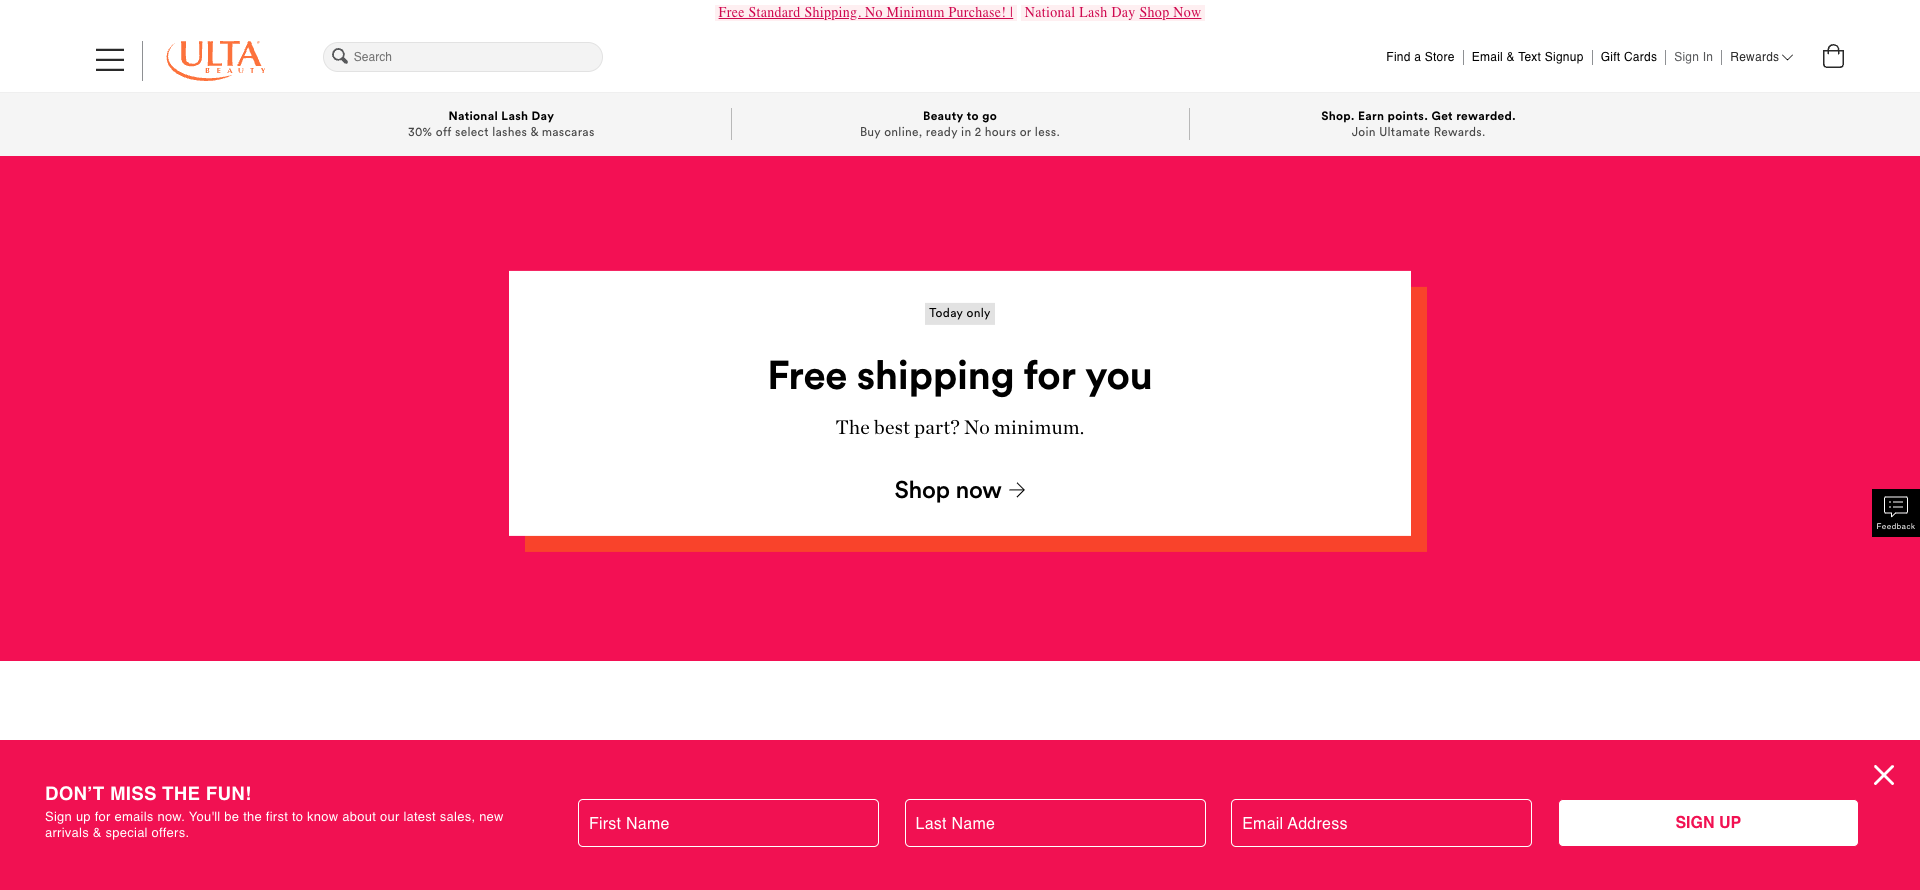 Free Standard Shipping. No Minimum Purchase! | National Lash Day Shop Now
ULTA
BEAUTY
Search
Find a Store
Email & Text Signup
Gift Cards
Sign In
Rewards
National Lash Day
30% off select lashes & mascaras
Beauty to go
Buy online, ready in 2 hours or less.
Shop. Earn points. Get rewarded.
Join Ultamate Rewards.
Today only
Free shipping for you
The best part? No minimum.
Shop now
Feedback
DON’T MISS THE FUN!
Sign up for emails now. You'll be the first to know about our latest sales, new
arrivals & special offers.
First Name
Last Name
Email Address
SIGN UP